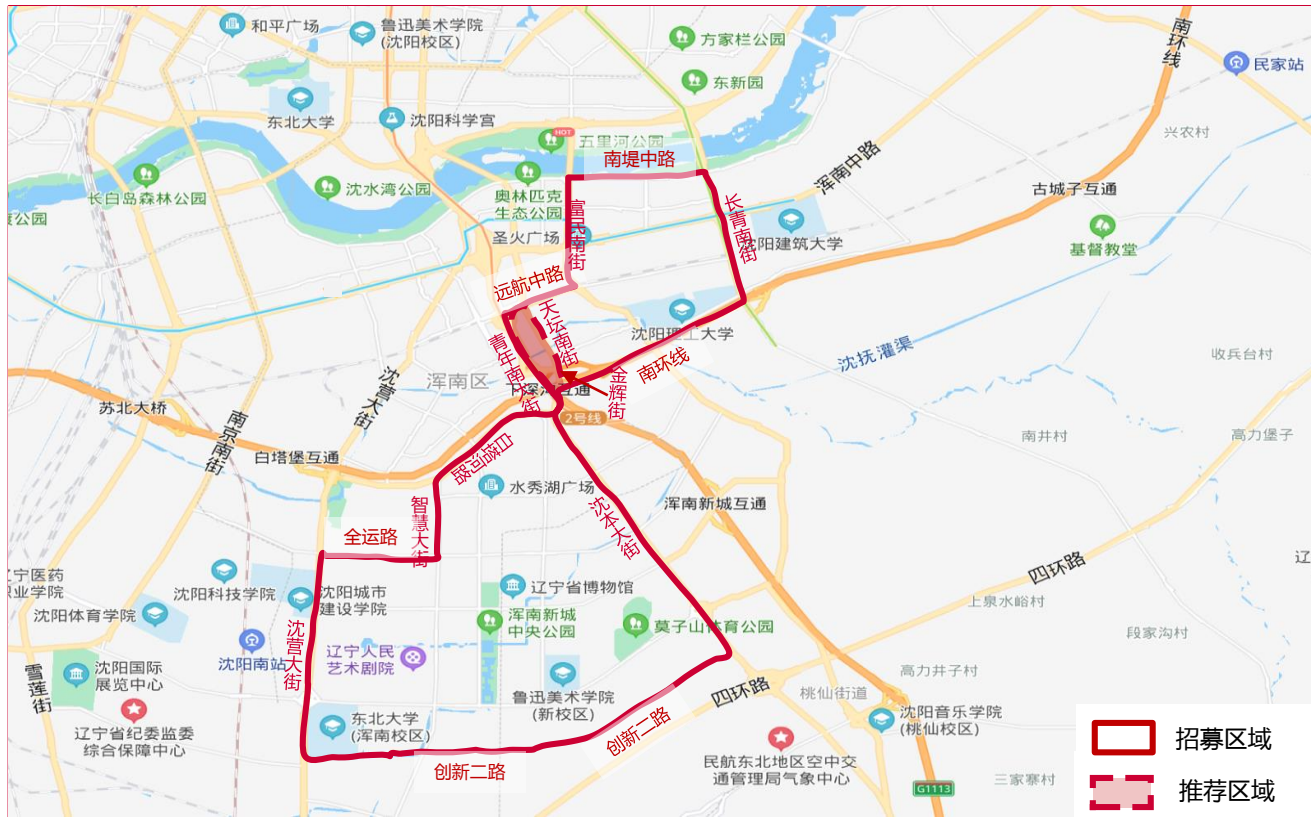 和平广场
鲁迅美术学院
(沈阳校区)
方家栏公园
南环线
民家站
东新园
东北大学
沈阳科学宫
HOT
五里河公园
兴农村
南堤中路
浑南中路
长白岛森林公园
沈水湾公园
奥林匹克
生态公园
古城子互通
公园
富民南街
长青南街
圣火广场
沈阳建筑大学
基督教堂
远航中路
天坛南街
沈阳理工大学
青年南大街
沈抚灌渠
收兵台村
南环线
浑南区
金辉街
沈营大街
苏北大桥
南京南街
2号线
白塔堡互通
白塔河路
南井村
高力堡子
水秀湖广场
智慧大街
沈本大街
浑南新城互通
全运路
四环路
辽宁医药
职业学院
沈阳科技学院
沈阳城市
建设学院
辽宁省博物馆
上泉水峪村
沈阳体育学院
浑南新城
中央公园
莫子山体育公园
段家沟村
沈营大街
沈阳南站
辽宁人民
艺术剧院
雪莲街
沈阳国际
展览中心
鲁迅美术学院
(新校区)
四环路
高力井子村
桃仙街道
辽宁省纪委监委
综合保障中心
东北大学
(浑南校区)
创新二路
沈阳音乐学院
(桃仙校区)
招募区域
创新二路
民航东北地区空中交
通管理局气象中心
三家寨村
G1113
推荐区域